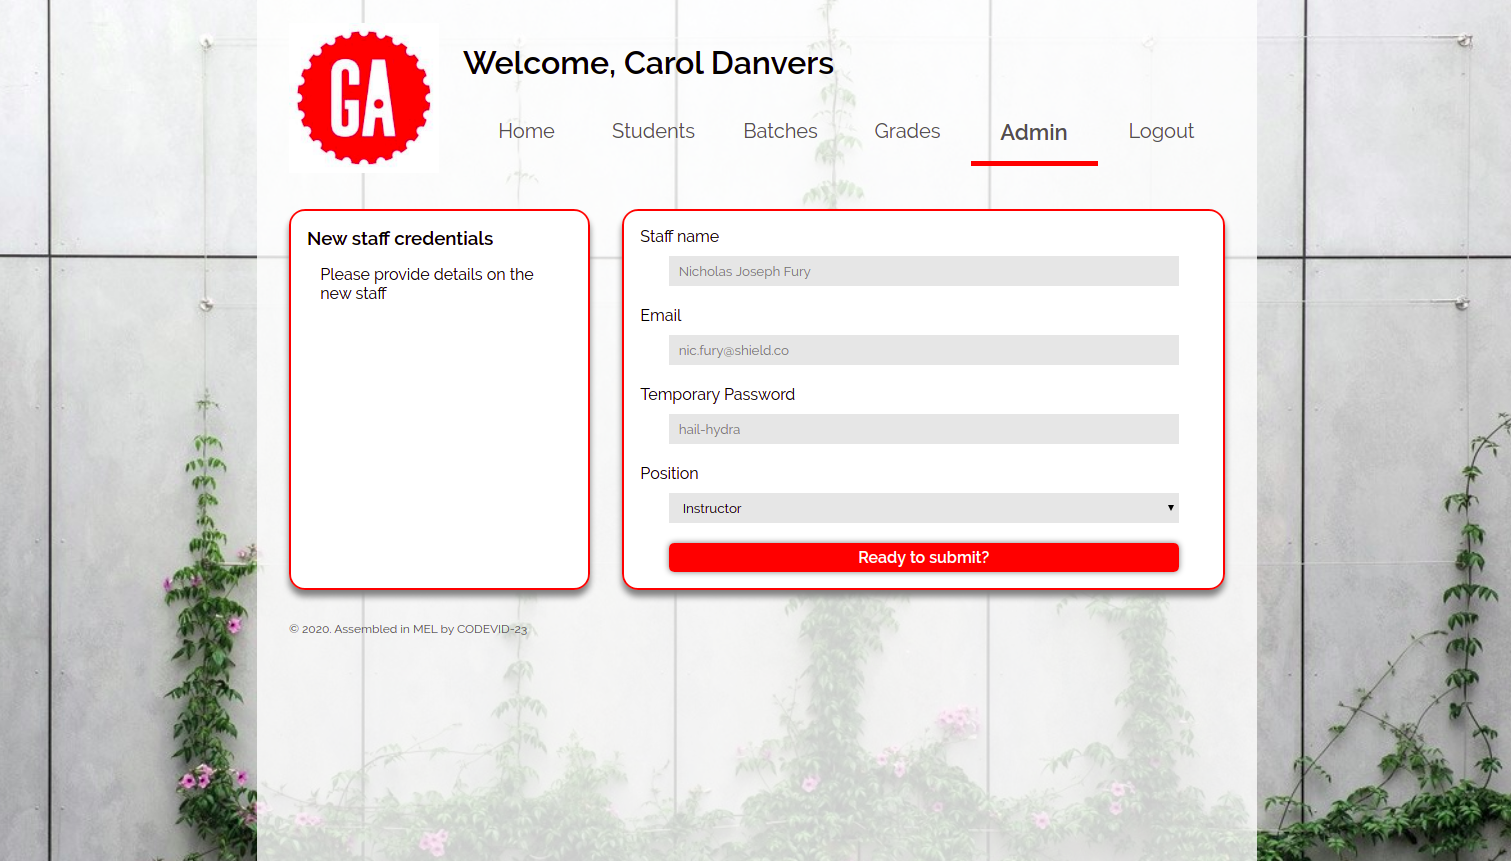 GA
Welcome, Carol Danvers
Home Students Batches Grades Admin Logout
New staff credentials
Please provide details on the
new staff
Staff name
Nicholas Joseph Fury
Email
nic.fury@shield.co
Temporary Password
hail-hydra
Position
Instructor
Ready to submit?
© 2020. Assembled in MEL by CODEVID-23